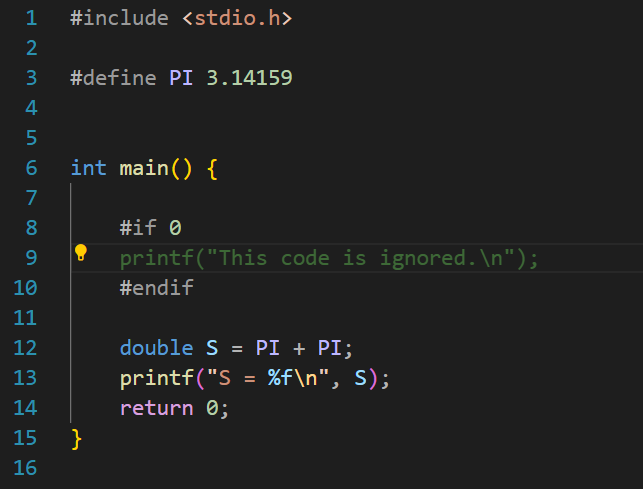 1 #include <stdio.h>
2
3 #define PI 3.14159
4
5
6 int main() {
7
8 #if 0
9 printf("This code is ignored.\n");
10 #endif
11
12 double S = PI + PI;
13 printf("S = %f\n", S);
14 return 0;
15 }
16